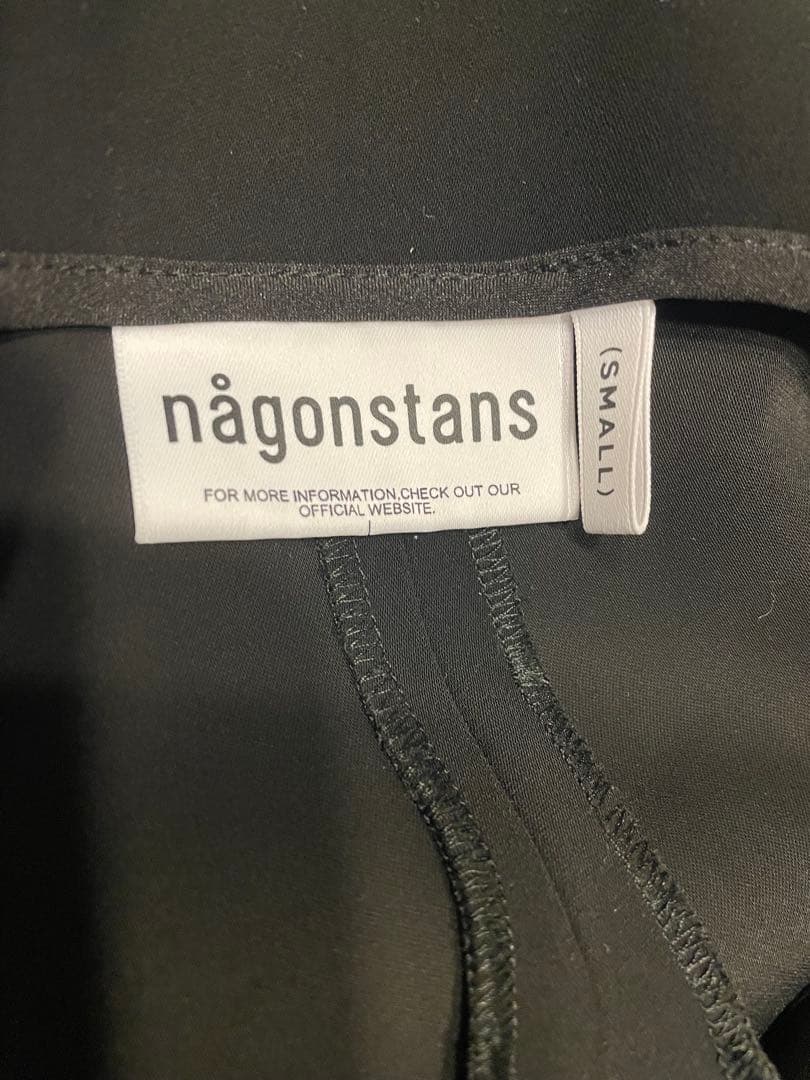 någonstans
FOR MORE INFORMATION,CHECK OUT OUR
OFFICIAL WEBSITE.
(SMALL)